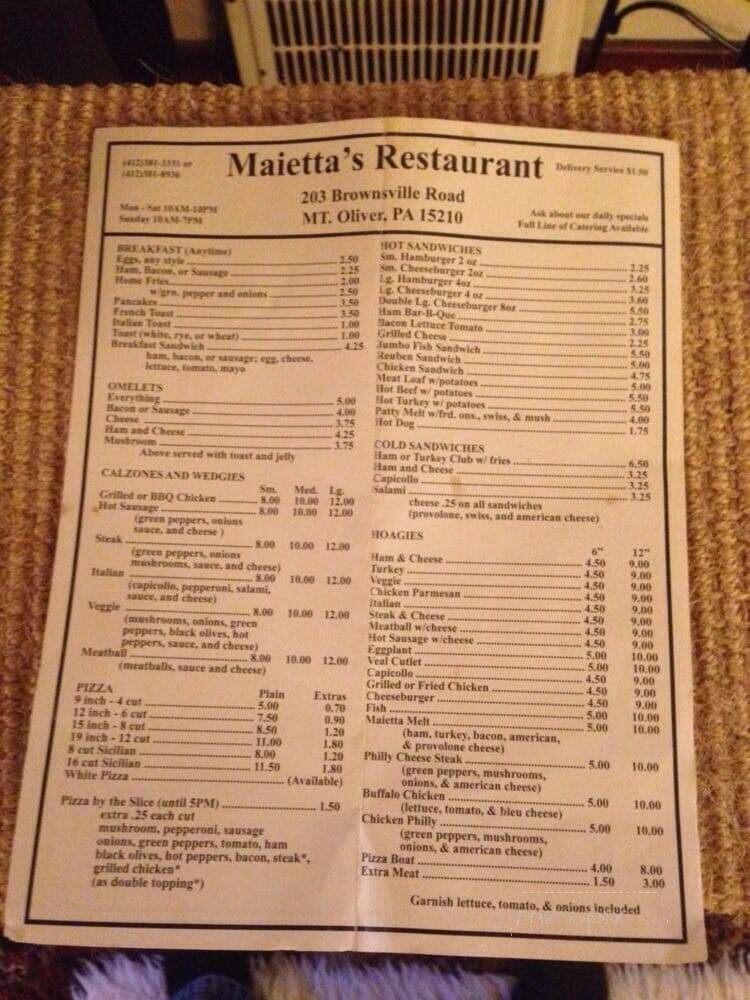 (412)381-3331 or
(412)381-8936
Maietta's Restaurant
Delivery Service $1.50
203 Brownsville Road
MT. Oliver, PA 15210
Mon - Sat 10AM-10PM
Sunday 10AM-7PM
Ask about our daily specials
Full Line of Catering Available
BREAKFAST (Anytime)
Eggs, any style 2.50
Ham, Bacon, or Sausage 2.25
Home Fries 2.00
w/grn. pepper and onions 2.50
Pancakes 3.50
French Toast 3.50
Italian Toast 1.00
Toast (white, rye, or wheat) 1.00
Breakfast Sandwich 4.25
ham, bacon, or sausage; egg, cheese,
lettuce, tomato, mayo
OMELETS
Everything 5.00
Bacon or Sausage 4.00
Cheese 3.75
Ham and Cheese 4.25
Mushroom 3.75
Above served with toast and jelly
CALZONES AND WEDGIES
Sm. Med. Lg.
Grilled or BBQ Chicken 8.00 10.00 12.00
Hot Sausage 8.00 10.00 12.00
(green peppers, onions
sauce, and cheese )
Steak 8.00 10.00 12.00
(green peppers, onions
mushrooms, sauce, and cheese)
Italian 8.00 10.00 12.00
(capicollo, pepperoni, salami,
sauce, and cheese)
Veggie 8.00 10.00 12.00
(mushrooms, onions, green
peppers, black olives, hot
peppers, sauce, and cheese)
Meatball 8.00 10.00 12.00
(meatballs, sauce and cheese)
PIZZA Plain Extras
9 inch - 4 cut 5.00 0.70
12 inch - 6 cut 7.50 0.90
15 inch - 8 cut 8.50 1.20
19 inch - 12 cut 11.00 1.80
8 cut Sicilian 8.00 1.20
16 cut Sicilian 11.50 1.80
White Pizza (Available)
Pizza by the Slice (until 5PM) 1.50
extra .25 each cut
mushroom, pepperoni, sausage
onions, green peppers, tomato, ham
black olives, hot peppers, bacon, steak*,
grilled chicken*
(as double topping*)
HOT SANDWICHES
Sm. Hamburger 2 oz 2.25
Sm. Cheeseburger 2oz 2.60
Lg. Hamburger 4oz 3.25
Lg. Cheeseburger 4 oz 3.60
Double Lg. Cheeseburger 8oz 5.50
Ham Bar-B-Que 2.75
Bacon Lettuce Tomato 3.00
Grilled Cheese 2.25
Jumbo Fish Sandwich 5.50
Reuben Sandwich 5.00
Chicken Sandwich 4.75
Meat Loaf w/potatoes 5.00
Hot Beef w/ potatoes 5.50
Hot Turkey w/ potatoes 5.50
Patty Melt w/frd. ons., swiss, & mush 4.00
Hot Dog 1.75
COLD SANDWICHES
Ham or Turkey Club w/ fries 6.50
Ham and Cheese 3.25
Capicollo 3.25
Salami 3.25
cheese .25 on all sandwiches
(provolone, swiss, and american cheese)
HOAGIES
6" 12"
Ham & Cheese 4.50 9.00
Turkey 4.50 9.00
Veggie 4.50 9.00
Chicken Parmesan 4.50 9.00
Italian 4.50 9.00
Steak & Cheese 4.50 9.00
Meatball w/cheese 4.50 9.00
Hot Sausage w/cheese 4.50 9.00
Eggplant 5.00 10.00
Veal Cutlet 5.00 10.00
Capicollo 4.50 9.00
Grilled or Fried Chicken 4.50 9.00
Cheeseburger 4.50 9.00
Fish 5.00 10.00
Maietta Melt 5.00 10.00
(ham, turkey, bacon, american,
& provolone cheese)
Philly Cheese Steak 5.00 10.00
(green peppers, mushrooms,
onions, & american cheese)
Buffalo Chicken 5.00 10.00
(lettuce, tomato, & bleu cheese)
Chicken Philly 5.00 10.00
(green peppers, mushrooms,
onions, & american cheese)
Pizza Boat 4.00 8.00
Extra Meat 1.50 3.00
Garnish lettuce, tomato, & onions included